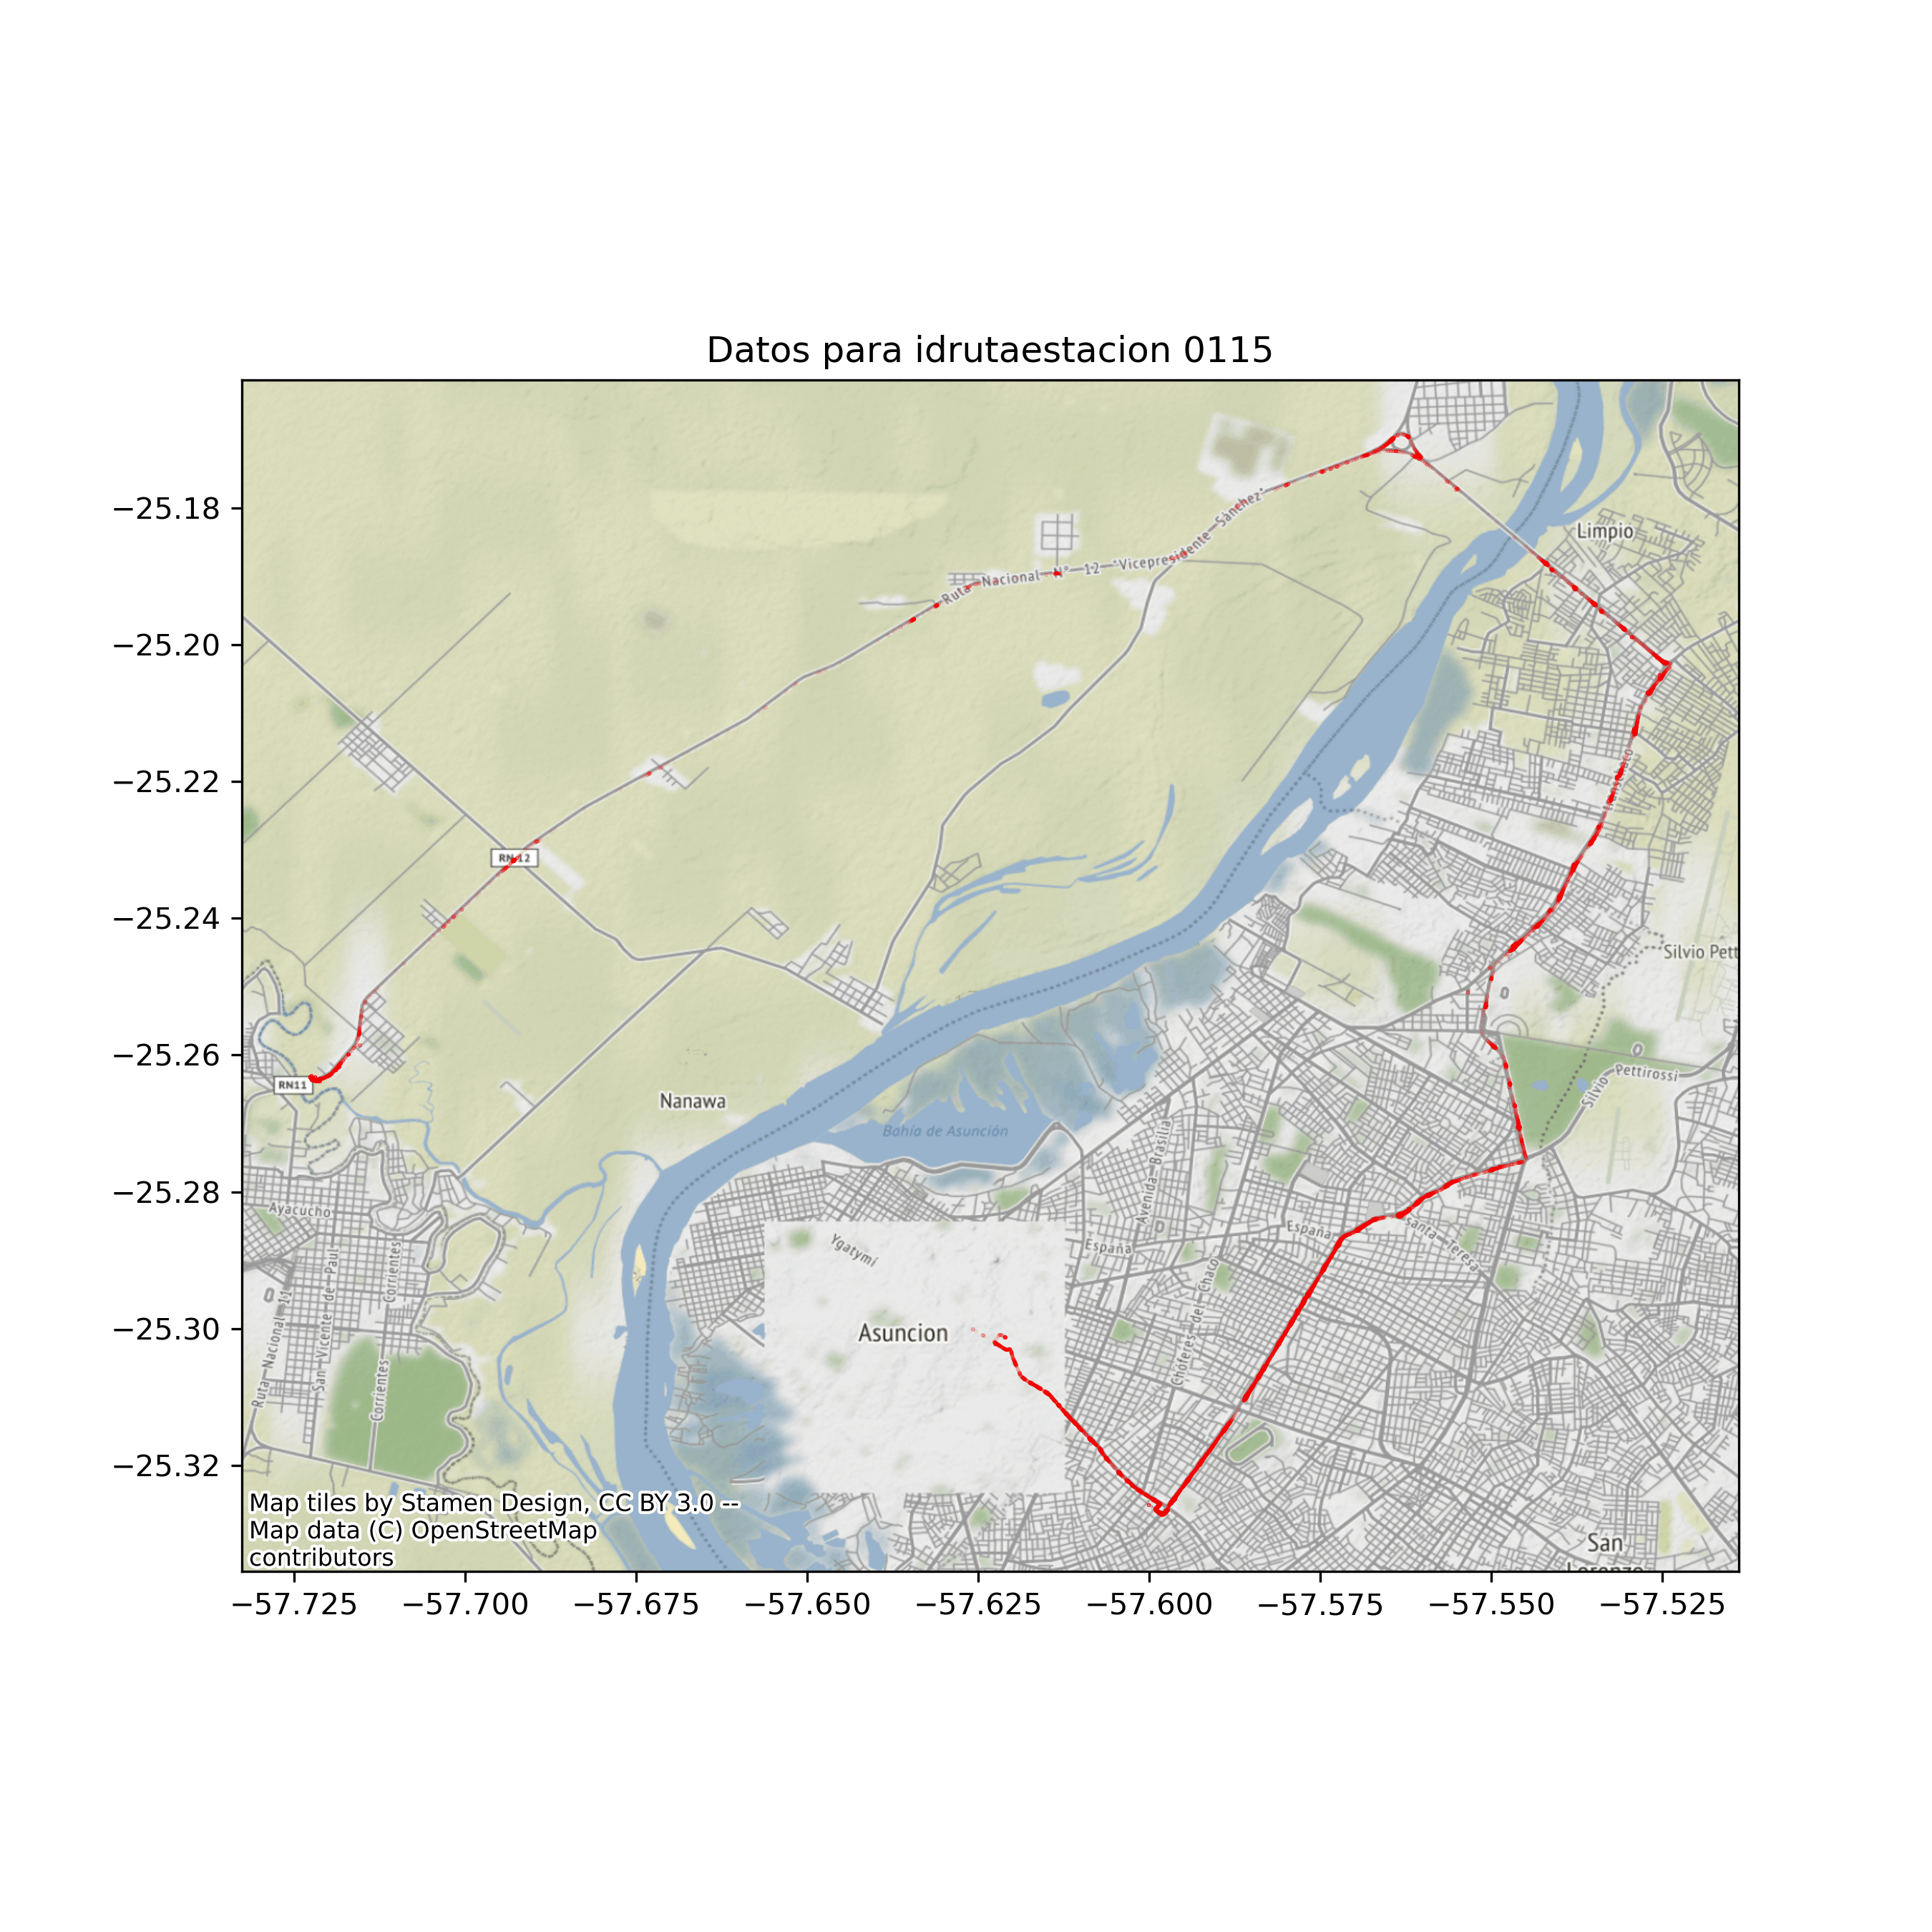 Datos para idrutaestacion 0115
−25.18
−25.20
−25.22
−25.24
−25.26
−25.28
−25.30
−25.32
Limpio
Ruta Nacional N° 12 "Vicepresidente Sánchez"
RN 12
Silvio Pett
RN11
Nanawa
Silvio Pettirossi
Bahía de Asunción
Avenida Brasilia
Ayacucho
España
España
Santa Teresa
Ygatymí
Corrientes
San Vicente de Paul
Choferes del Chaco
Asuncion
Ruta Nacional 11
Corrientes
San
Lorenzo
Map tiles by Stamen Design, CC BY 3.0 --
Map data (C) OpenStreetMap
contributors
−57.725
−57.700
−57.675
−57.650
−57.625
−57.600
−57.575
−57.550
−57.525